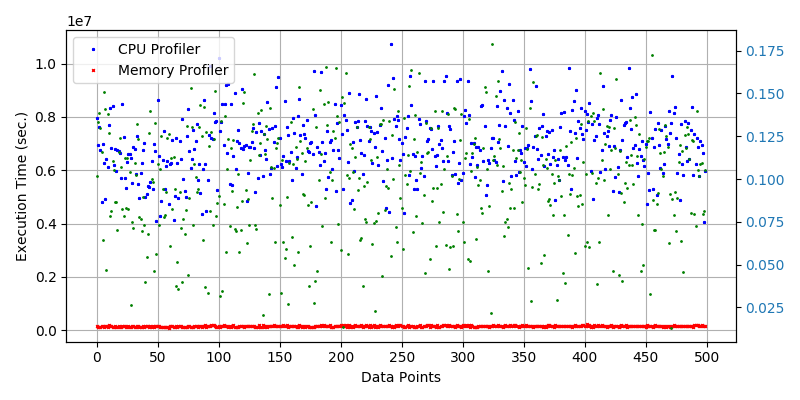 1e7
CPU Profiler
Memory Profiler
1.0
0.8
0.6
0.4
0.2
0.0
Execution Time (sec.)
0.175
0.150
0.125
0.100
0.075
0.050
0.025
0 50 100 150 200 250 300 350 400 450 500
Data Points